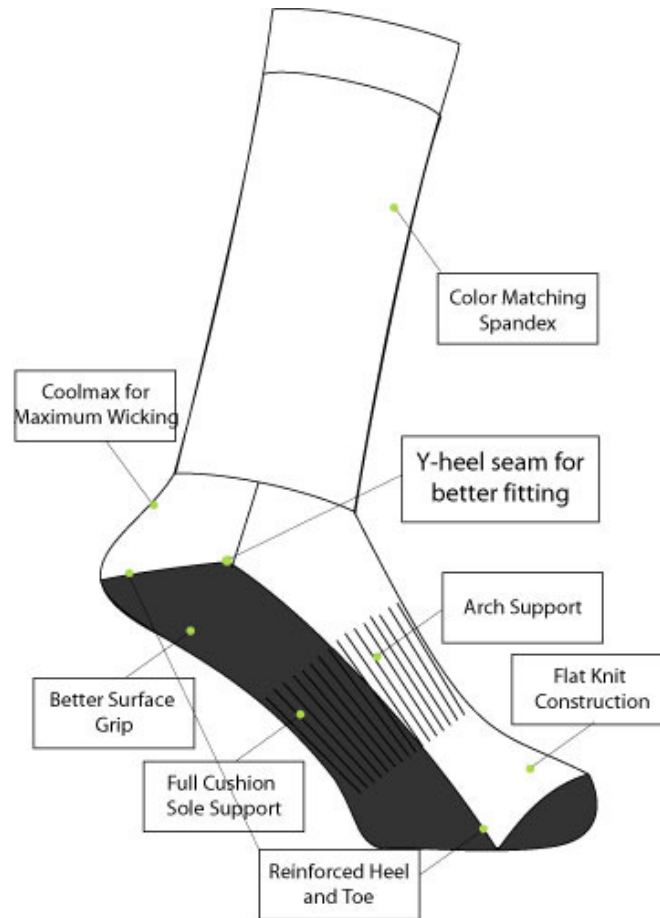 Color Matching
Spandex
Coolmax for
Maximum Wicking
Y-heel seam for
better fitting
Arch Support
Flat Knit
Construction
Better Surface
Grip
Full Cushion
Sole Support
Reinforced Heel
and Toe